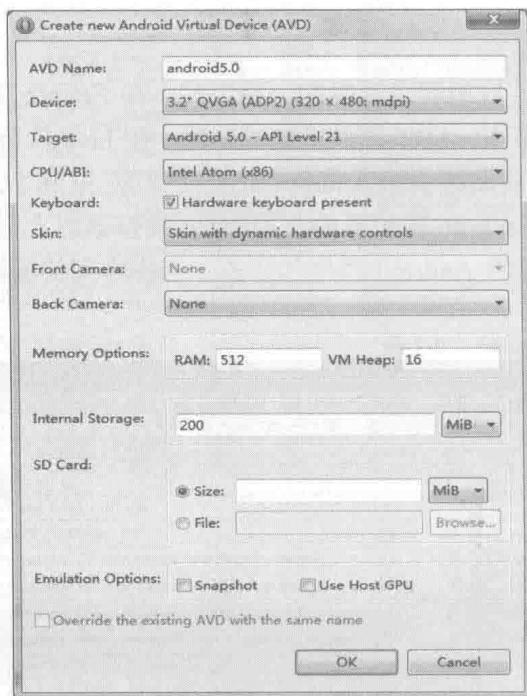 Create new Android Virtual Device (AVD)
AVD Name: android5.0
Device: 3.2" QVGA (ADP2) (320 × 480: mdpi)
Target: Android 5.0 - API Level 21
CPU/ABI: Intel Atom (x86)
Keyboard: Hardware keyboard present
Skin: Skin with dynamic hardware controls
Front Camera: None
Back Camera: None
Memory Options: RAM: 512 VM Heap: 16
Internal Storage: 200 MiB
SD Card:
Size: MiB
File: Browse...
Emulation Options: Snapshot Use Host GPU
Override the existing AVD with the same name
OK Cancel